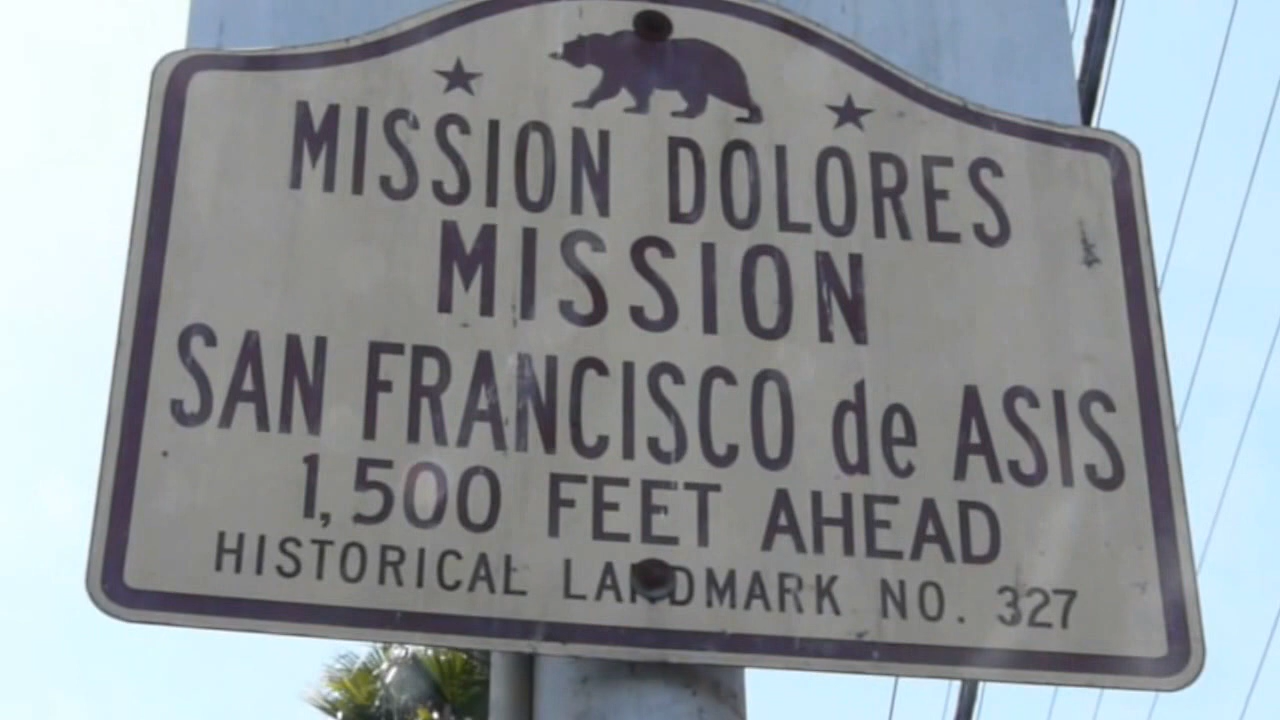 MISSION DOLORES
MISSION
SAN FRANCISCO de ASIS
1,500 FEET AHEAD
HISTORICAL LANDMARK NO. 327